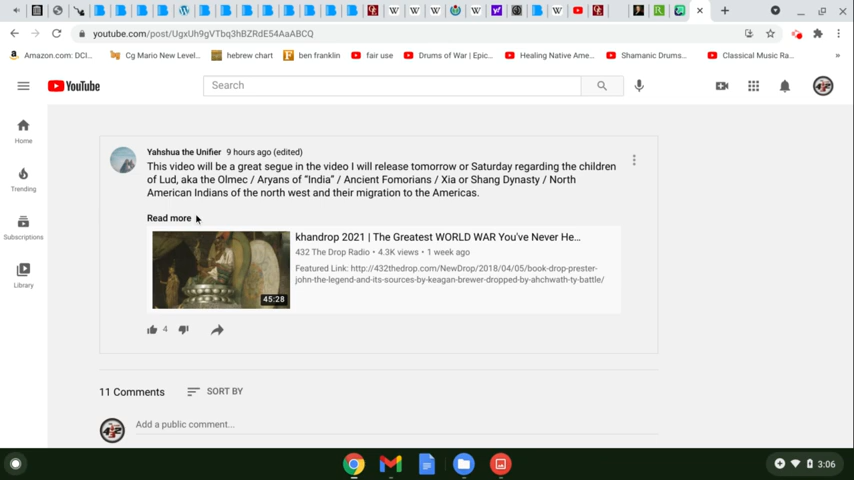 youtube.com/post/UgxUh9gVTbq3hBZRdE54AaABCQ
Amazon.com: DCI...
Cg Mario New Level...
hebrew chart
ben franklin
fair use
Drums of War | Epic...
Healing Native Ame...
Shamanic Drums...
Classical Music Ra...
YouTube
Search
Home
Trending
Subscriptions
Library
Yahshua the Unifier 9 hours ago (edited)
This video will be a great segue in the video I will release tomorrow or Saturday regarding the children
of Lud, aka the Olmec / Aryans of “India” / Ancient Fomorians / Xia or Shang Dynasty / North
American Indians of the north west and their migration to the Americas.
Read more
45:28
khandrop 2021 | The Greatest WORLD WAR You've Never He...
432 The Drop Radio • 4.3K views • 1 week ago
Featured Link: http://432thedrop.com/NewDrop/2018/04/05/book-drop-prester-
john-the-legend-and-its-sources-by-keagan-brewer-dropped-by-ahchwath-ty-battle/
4
11 Comments
SORT BY
Add a public comment...
3:06